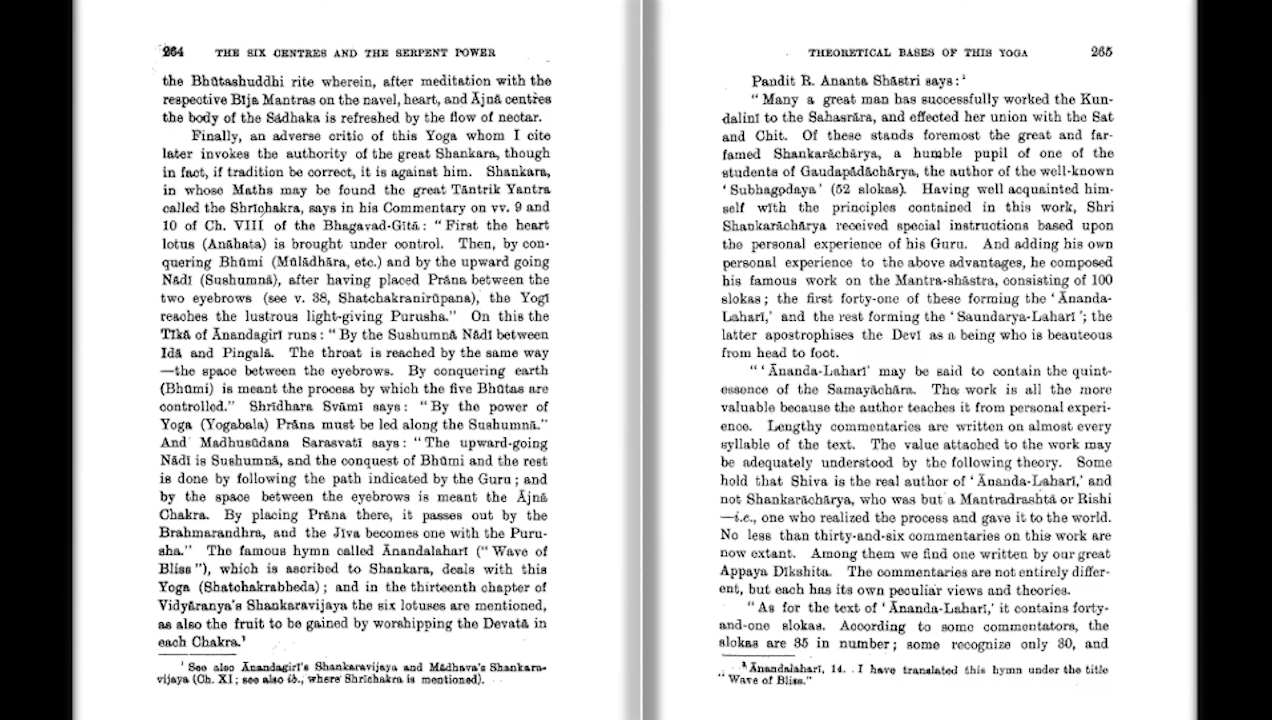 264 THE SIX CENTRES AND THE SERPENT POWER
the Bhūtashuddhi rite wherein, after meditation with the
respective Bīja Mantras on the navel, heart, and Ājnā centres
the body of the Sādhaka is refreshed by the flow of nectar.
Finally, an adverse critic of this Yoga whom I cite
later invokes the authority of the great Shankara, though
in fact, if tradition be correct, it is against him. Shankara,
in whose Maths may be found the great Tāntrik Yantra
called the Shrīchakra, says in his Commentary on vv. 9 and
10 of Ch. VIII of the Bhagavad-Gītā: “First the heart
lotus (Anāhata) is brought under control. Then, by con-
quering Bhūmi (Mūlādhāra, etc.) and by the upward going
Nādī (Sushumnā), after having placed Prāna between the
two eyebrows (see v. 38, Shatchakranirūpana), the Yogī
reaches the lustrous light-giving Purusha.” On this the
Tīkā of Ānandagirī runs: “By the Sushumnā Nādī between
Idā and Pingalā. The throat is reached by the same way
—the space between the eyebrows. By conquering earth
(Bhūmi) is meant the process by which the five Bhūtas are
controlled.” Shrīdhara Svāmī says: “By the power of
Yoga (Yogabala) Prāna must be led along the Sushumnā.”
And Madhusūdana Sarasvatī says: “The upward-going
Nādī is Sushumnā, and the conquest of Bhūmi and the rest
is done by following the path indicated by the Guru; and
by the space between the eyebrows is meant the Ājnā
Chakra. By placing Prāna there, it passes out by the
Brahmarandhra, and the Jīva becomes one with the Puru-
sha.” The famous hymn called Ānandalaharī (“Wave of
Bliss”), which is ascribed to Shankara, deals with this
Yoga (Shatchakrabheda); and in the thirteenth chapter of
Vidyāranya's Shankaravijaya the six lotuses are mentioned,
as also the fruit to be gained by worshipping the Devatā in
each Chakra.¹
¹ See also Ānandagirī's Shankaravijaya and Mādhava's Shankara-
vijaya (Ch. XI; see also ib., where Shrīchakra is mentioned).
THEORETICAL BASES OF THIS YOGA 265
Pandit R. Ananta Shāstri says:¹
“Many a great man has successfully worked the Kun-
dalinī to the Sahasrāra, and effected her union with the Sat
and Chit. Of these stands foremost the great and far-
famed Shankarāchārya, a humble pupil of one of the
students of Gaudapādāchārya, the author of the well-known
‘Subhagodaya’ (52 slokas). Having well acquainted him-
self with the principles contained in this work, Shri
Shankarāchārya received special instructions based upon
the personal experience of his Guru. And adding his own
personal experience to the above advantages, he composed
his famous work on the Mantra-shāstra, consisting of 100
slokas; the first forty-one of these forming the ‘Ānanda-
Laharī,’ and the rest forming the ‘Saundarya-Laharī’; the
latter apostrophises the Devī as a being who is beauteous
from head to foot.
“‘Ānanda-Laharī’ may be said to contain the quint-
essence of the Samayāchāra. The work is all the more
valuable because the author teaches it from personal experi-
ence. Lengthy commentaries are written on almost every
syllable of the text. The value attached to the work may
be adequately understood by the following theory. Some
hold that Shiva is the real author of ‘Ānanda-Laharī,’ and
not Shankarāchārya, who was but a Mantradrashtā or Rishi
—i.e., one who realized the process and gave it to the world.
No less than thirty-and-six commentaries on this work are
now extant. Among them we find one written by our great
Appaya Dīkshita. The commentaries are not entirely differ-
ent, but each has its own peculiar views and theories.
“As for the text of ‘Ānanda-Laharī,’ it contains forty-
and-one slokas. According to some commentators, the
slokas are 35 in number; some recognize only 30, and
¹ Ānandalaharī, 14. I have translated this hymn under the title
“Wave of Bliss.”